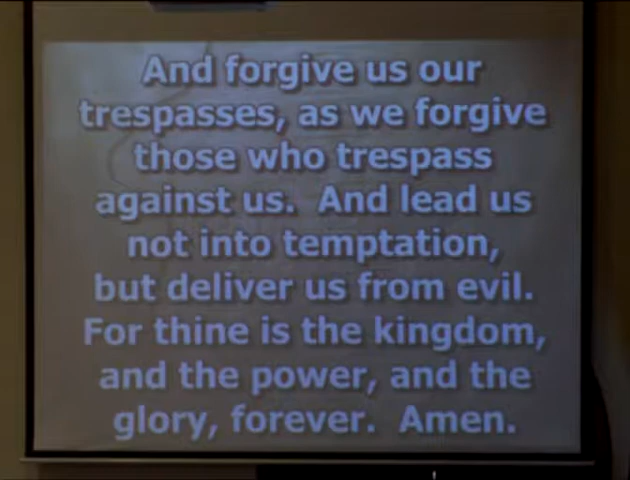 And forgive us our
trespasses, as we forgive
those who trespass
against us. And lead us
not into temptation,
but deliver us from evil.
For thine is the kingdom,
and the power, and the
glory, forever. Amen.